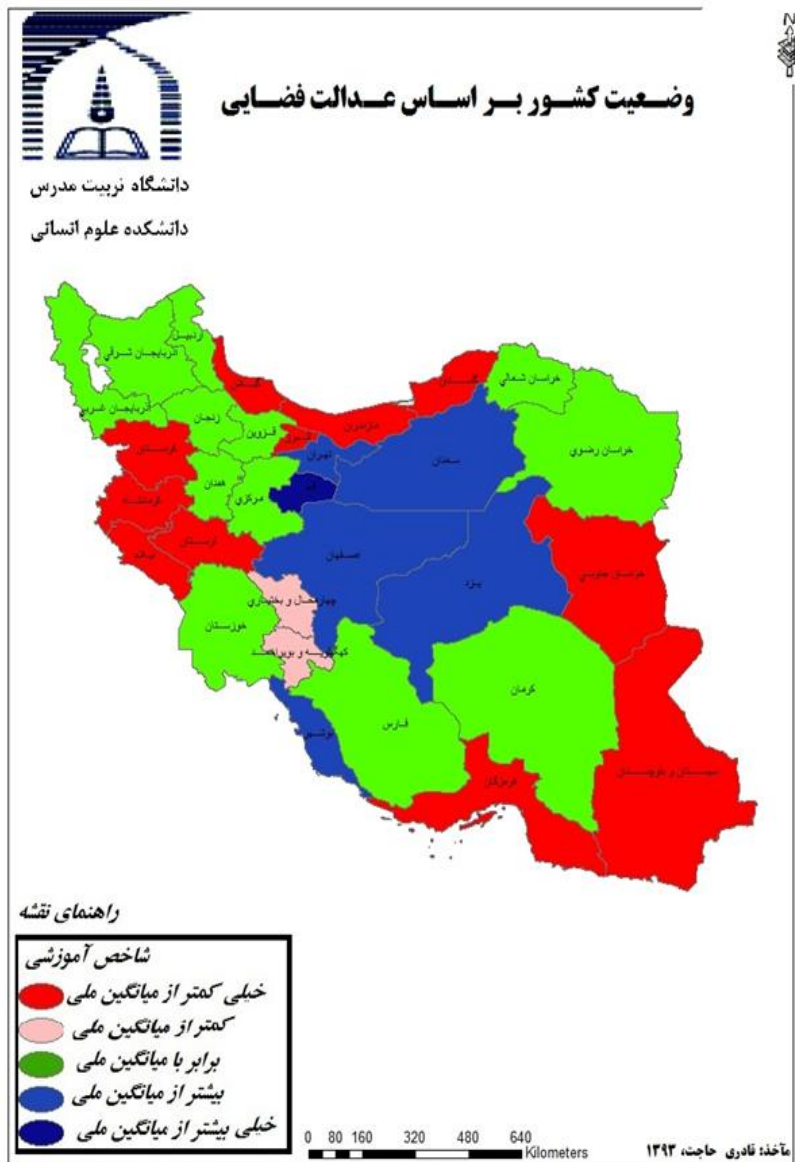 N
وضعیت کشور بر اساس عدالت فضایی
دانشگاه تربیت مدرس
دانشکده علوم انسانی
اردبیل
آذربایجان شرقی
آذربایجان غربی
گیلان
زنجان
قزوین
مازندران
خراسان شمالی
خراسان رضوی
تهران
سمنان
قم
کردستان
همدان
مرکزی
کرمانشاه
لرستان
اصفهان
یزد
خراسان جنوبی
چهارمحال و بختیاری
خوزستان
کهگیلویه و بویراحمد
کرمان
فارس
بوشهر
هرمزگان
سیستان و بلوچستان
راهنمای نقشه
شاخص آموزشی
خیلی کمتر از میانگین ملی
کمتر از میانگین ملی
برابر با میانگین ملی
بیشتر از میانگین ملی
خیلی بیشتر از میانگین ملی
0 80 160 320 480 640
Kilometers
مآخذ: قادری حاجت، ۱۳۹۳